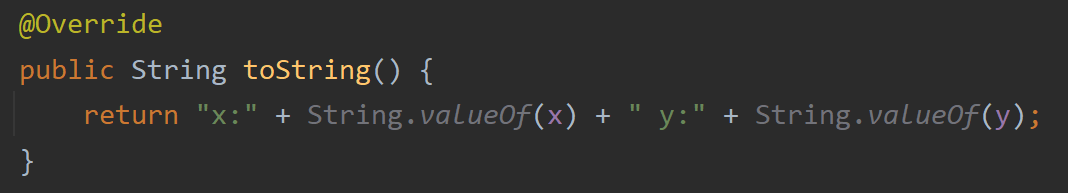 @Override
public String toString() {
    return "x:" + String.valueOf(x) + " y:" + String.valueOf(y);
}